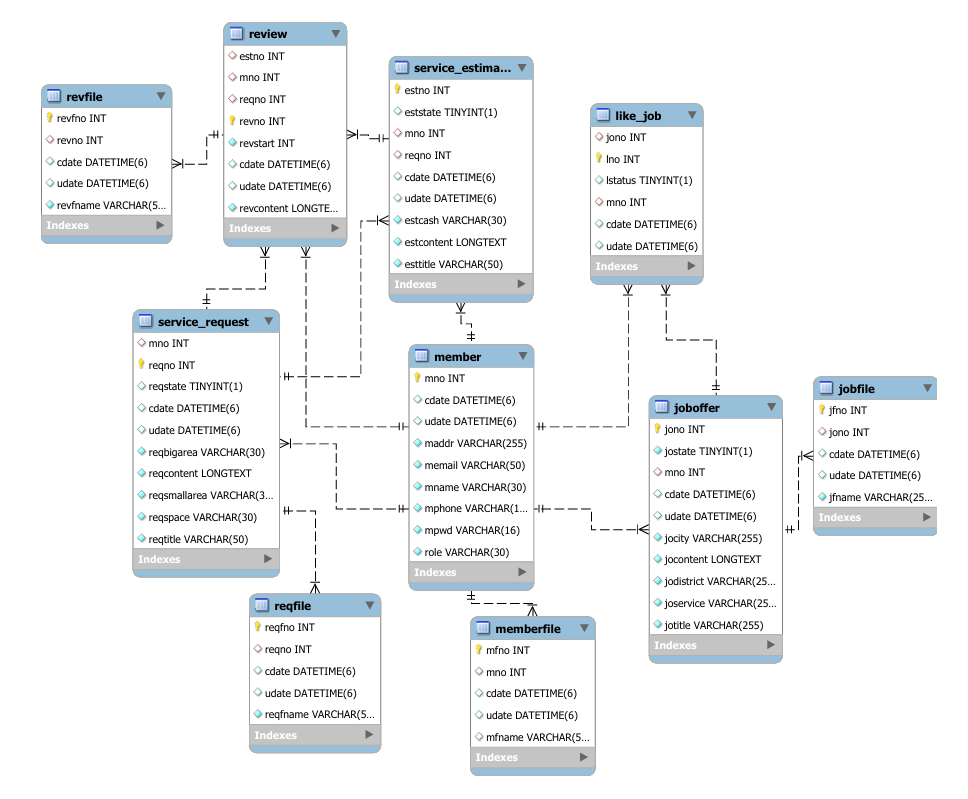 review
estno INT
mno INT
reqno INT
revno INT
revstart INT
cdate DATETIME(6)
udate DATETIME(6)
revcontent LONGTE...
Indexes
service_estima...
estno INT
eststate TINYINT(1)
mno INT
reqno INT
cdate DATETIME(6)
udate DATETIME(6)
estcash VARCHAR(30)
estcontent LONGTEXT
esttitle VARCHAR(50)
Indexes
revfile
revfno INT
revno INT
cdate DATETIME(6)
udate DATETIME(6)
revfname VARCHAR(5...
Indexes
like_job
jono INT
lno INT
lstatus TINYINT(1)
mno INT
cdate DATETIME(6)
udate DATETIME(6)
Indexes
service_request
mno INT
reqno INT
reqstate TINYINT(1)
cdate DATETIME(6)
udate DATETIME(6)
reqbigarea VARCHAR(30)
reqcontent LONGTEXT
reqsmallarea VARCHAR(3...
reqspace VARCHAR(30)
reqtitle VARCHAR(50)
Indexes
member
mno INT
cdate DATETIME(6)
udate DATETIME(6)
maddr VARCHAR(255)
memail VARCHAR(50)
mname VARCHAR(30)
mphone VARCHAR(1...
mpwd VARCHAR(16)
role VARCHAR(30)
Indexes
joboffer
jono INT
jostate TINYINT(1)
mno INT
cdate DATETIME(6)
udate DATETIME(6)
jocity VARCHAR(255)
jocontent LONGTEXT
jodistrict VARCHAR(25...
joservice VARCHAR(25...
jotitle VARCHAR(255)
Indexes
jobfile
jfno INT
jono INT
cdate DATETIME(6)
udate DATETIME(6)
jfname VARCHAR(25...
Indexes
reqfile
reqfno INT
reqno INT
cdate DATETIME(6)
udate DATETIME(6)
reqfname VARCHAR(5...
Indexes
memberfile
mfno INT
mno INT
cdate DATETIME(6)
udate DATETIME(6)
mfname VARCHAR(5...
Indexes